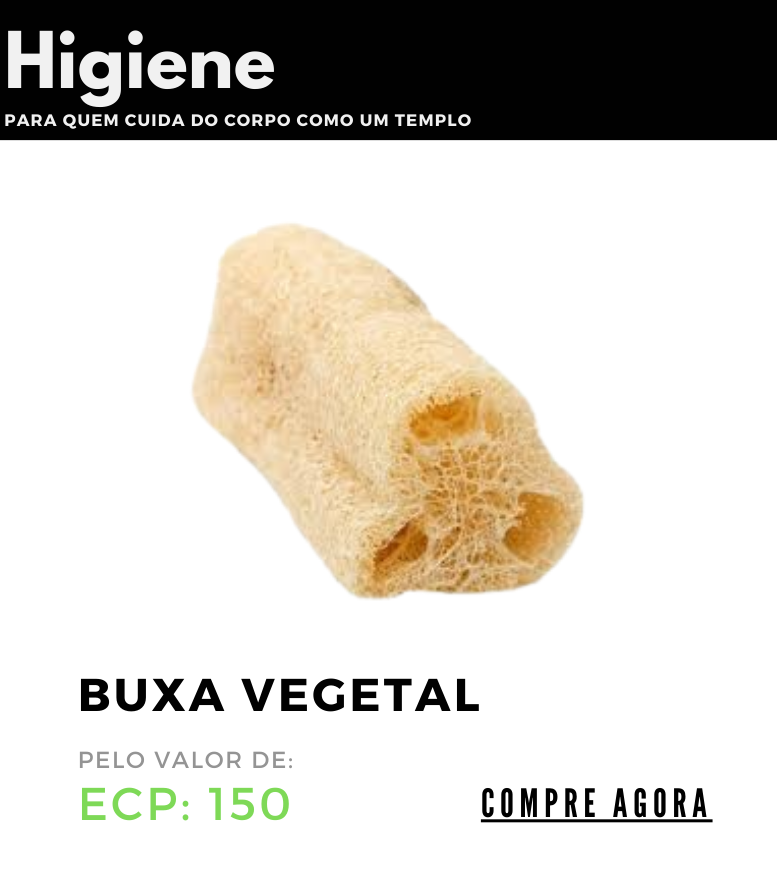 Higiene
PARA QUEM CUIDA DO CORPO COMO UM TEMPLO
BUXA VEGETAL
PELO VALOR DE:
ECP: 150
COMPRE AGORA